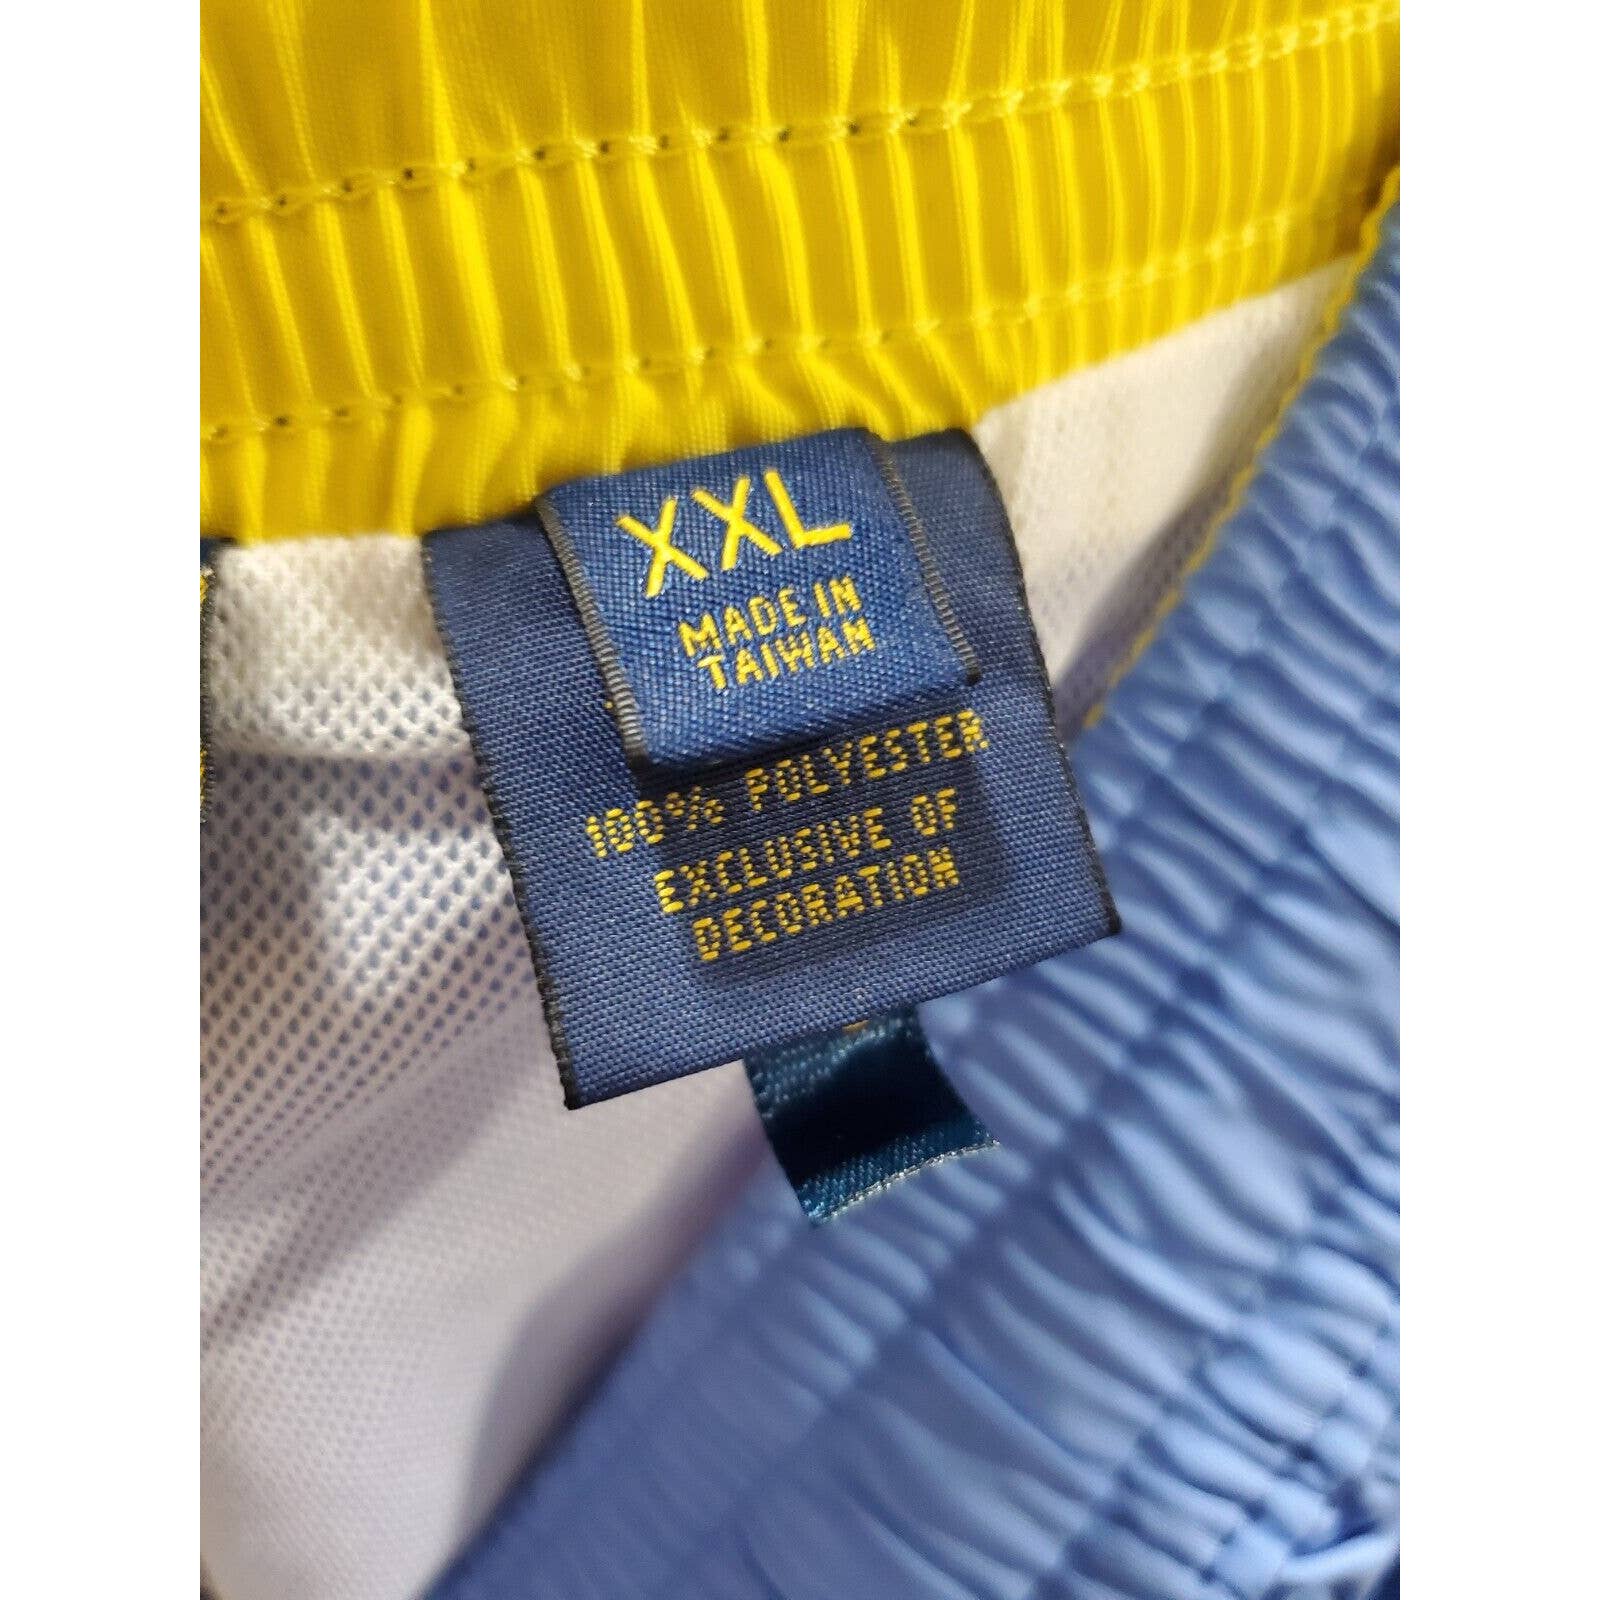 XXL
MADE IN
TAIWAN
100% POLYESTER
EXCLUSIVE OF
DECORATION